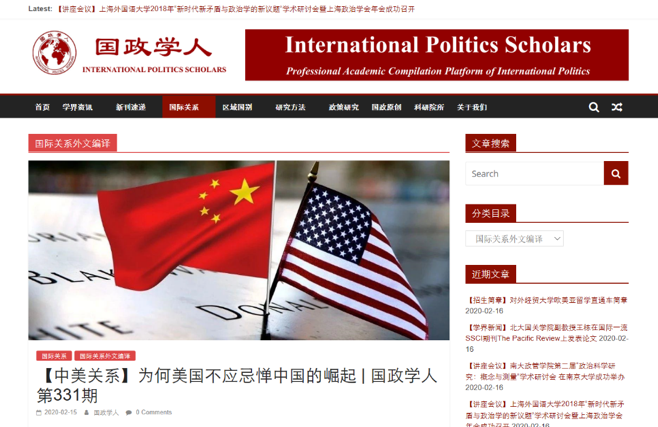 Latest: 【讲座会议】上海外国语大学2018年“新时代新矛盾与政治学的新议题”学术研讨会暨上海政治学会年会成功召开
国政学人
INTERNATIONAL POLITICS SCHOLARS
International Politics Scholars
Professional Academic Compilation Platform of International Politics
首页 学界资讯 新刊速递 国际关系 区域国别 研究方法 政策研究 国政原创 科研院所 关于我们
国际关系外文编译
BLAK
DONAL
WHITE
国际关系 国际关系外文编译
【中美关系】为何美国不应忌惮中国的崛起 | 国政学人
第331期
2020-02-15 国政学人 0 Comments
文章搜索
Search
分类目录
国际关系外文编译
近期文章
【招生简章】对外经贸大学欧美亚留学直通车简章
2020-02-16
【学界新闻】北大国关学院副教授王栋在国际一流
SSCI期刊The Pacific Review上发表论文 2020-02-
16
【讲座会议】南大政管学院第二届“政治科学研
究：概念与测量”学术研讨会 在南京大学成功举办
2020-02-16
【讲座会议】上海外国语大学2018年“新时代新矛
盾与政治学的新议题”学术研讨会暨上海政治学会
年会成功召开 2020-02-16